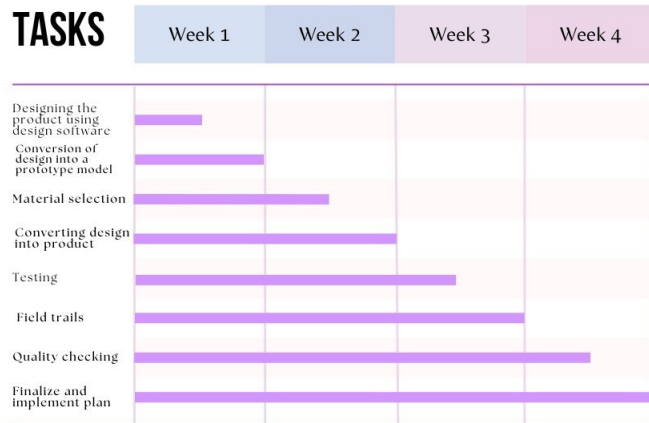 TASKS
Week 1
Week 2
Week 3
Week 4
Designing the
product using
design software
Conversion of
design into a
prototype model
Material selection
Converting design
into product
Testing
Field trails
Quality checking
Finalize and
implement plan